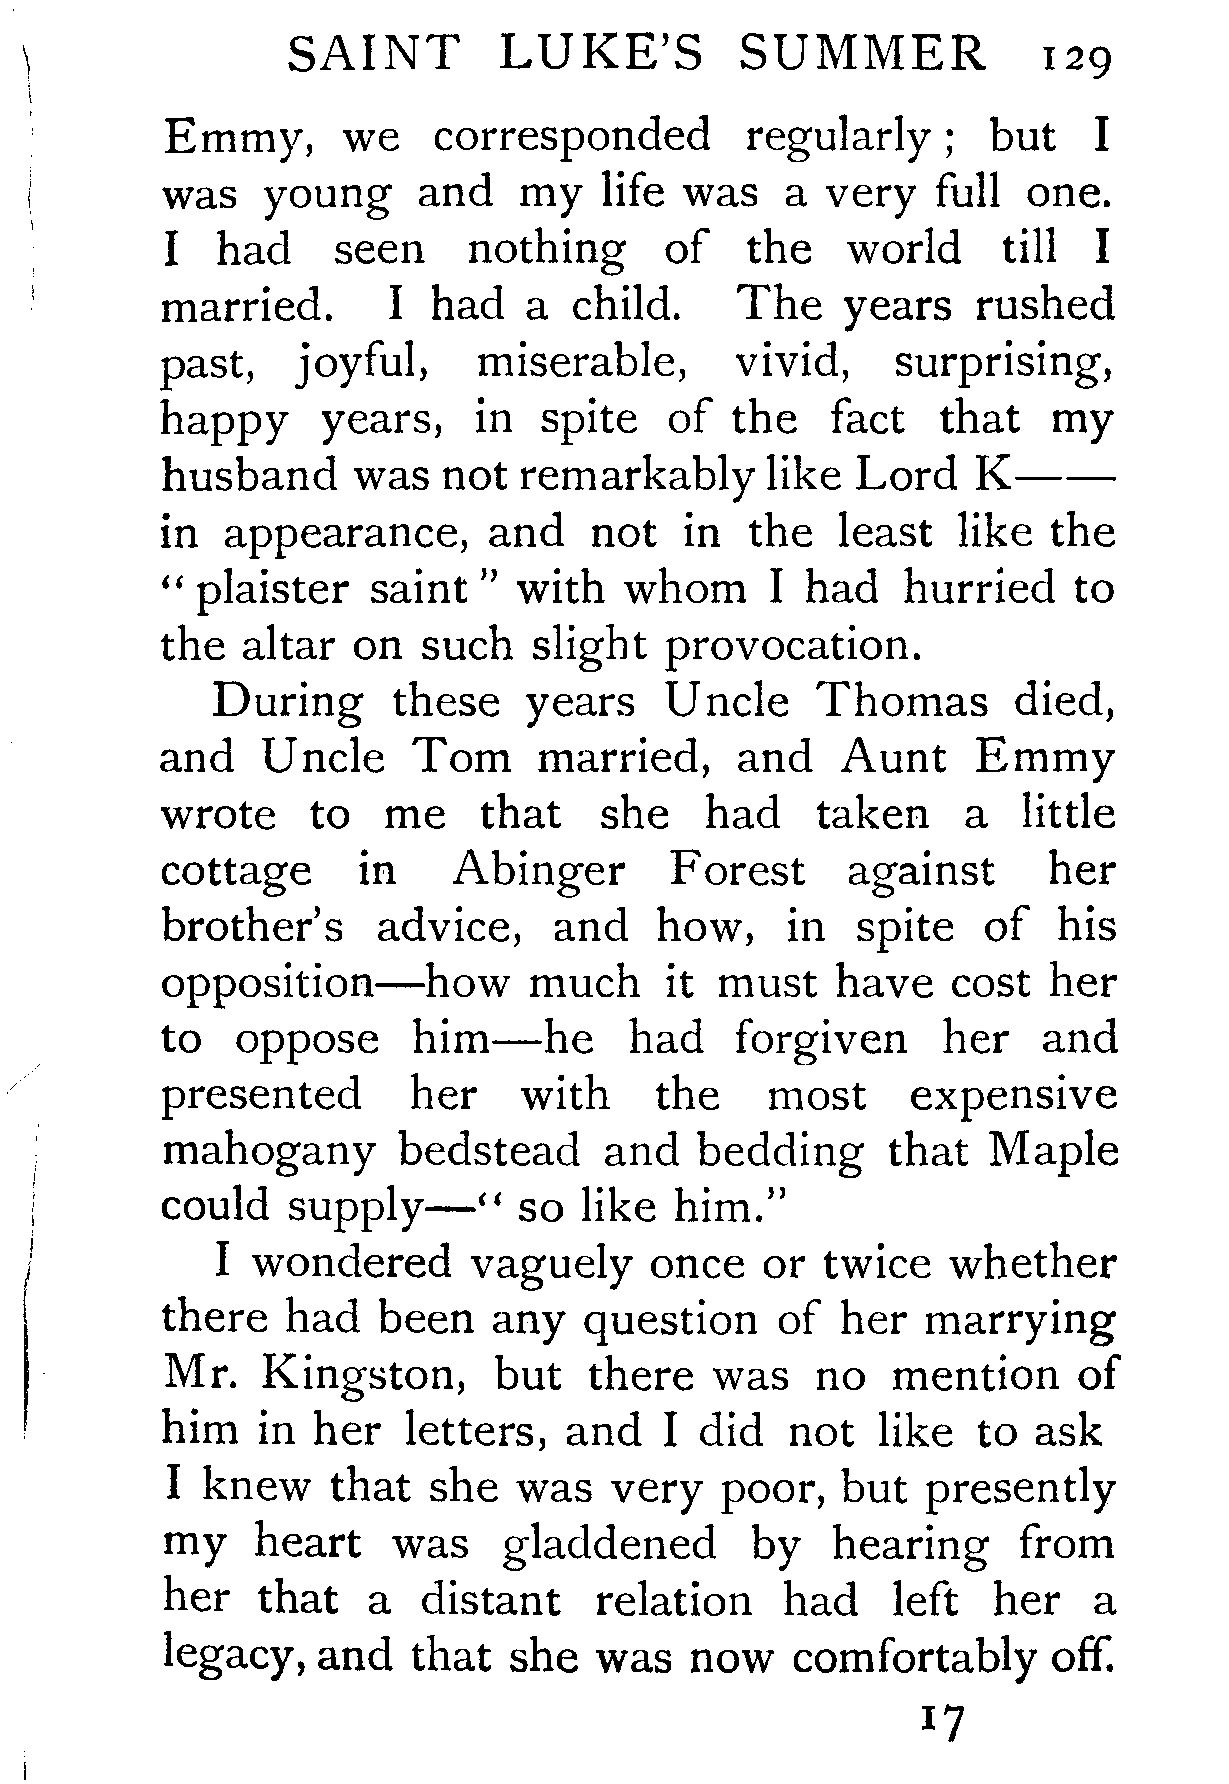 SAINT LUKE'S SUMMER 129
Emmy, we corresponded regularly ; but I
was young and my life was a very full one.
I had seen nothing of the world till I
married. I had a child. The years rushed
past, joyful, miserable, vivid, surprising,
happy years, in spite of the fact that my
husband was not remarkably like Lord K——
in appearance, and not in the least like the
“ plaister saint ” with whom I had hurried to
the altar on such slight provocation.
During these years Uncle Thomas died,
and Uncle Tom married, and Aunt Emmy
wrote to me that she had taken a little
cottage in Abinger Forest against her
brother's advice, and how, in spite of his
opposition—how much it must have cost her
to oppose him—he had forgiven her and
presented her with the most expensive
mahogany bedstead and bedding that Maple
could supply—“ so like him.”
I wondered vaguely once or twice whether
there had been any question of her marrying
Mr. Kingston, but there was no mention of
him in her letters, and I did not like to ask
I knew that she was very poor, but presently
my heart was gladdened by hearing from
her that a distant relation had left her a
legacy, and that she was now comfortably off.
17